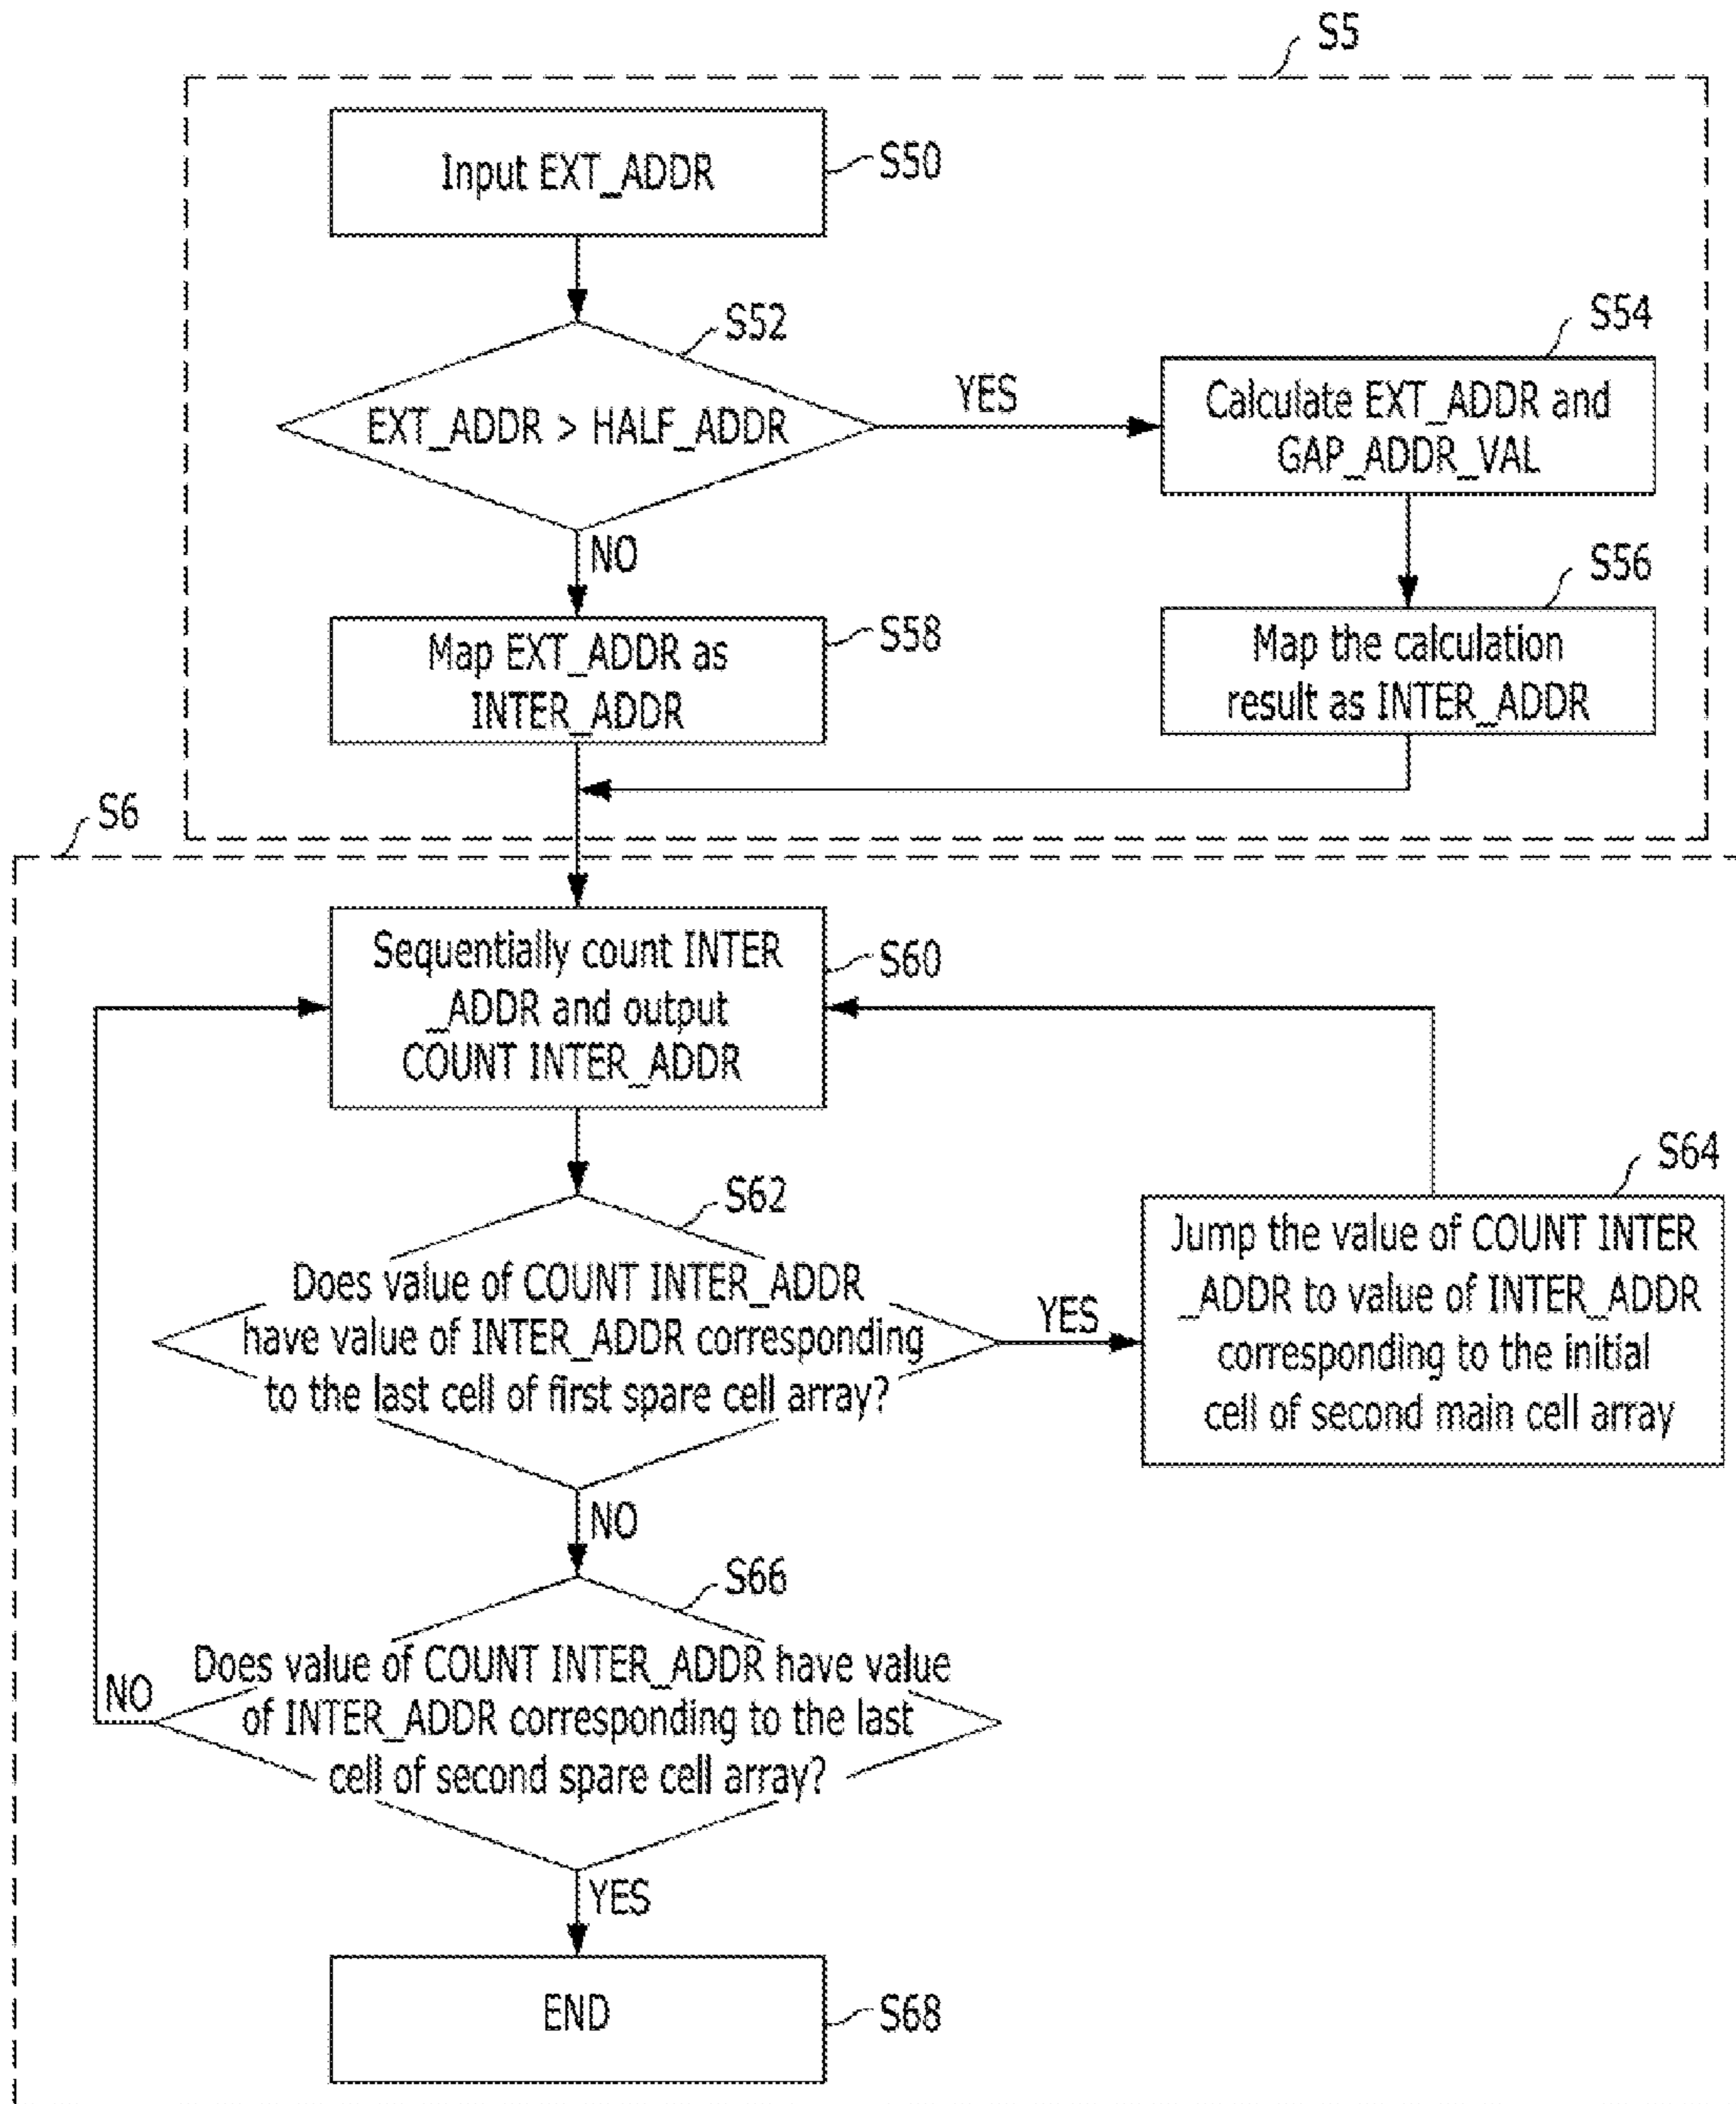 S5
Input EXT_ADDR
S50
S52
EXT_ADDR > HALF_ADDR
YES
S54
Calculate EXT_ADDR and
GAP_ADDR_VAL
NO
S56
Map EXT_ADDR as
INTER_ADDR
S58
Map the calculation
result as INTER_ADDR
S6
Sequentially count INTER
_ADDR and output
COUNT INTER_ADDR
S60
S62
Does value of COUNT INTER_ADDR
have value of INTER_ADDR corresponding
to the last cell of first spare cell array?
YES
S64
Jump the value of COUNT INTER
_ADDR to value of INTER_ADDR
corresponding to the initial
cell of second main cell array
NO
S66
Does value of COUNT INTER_ADDR have value
of INTER_ADDR corresponding to the last
cell of second spare cell array?
NO
YES
END
S68